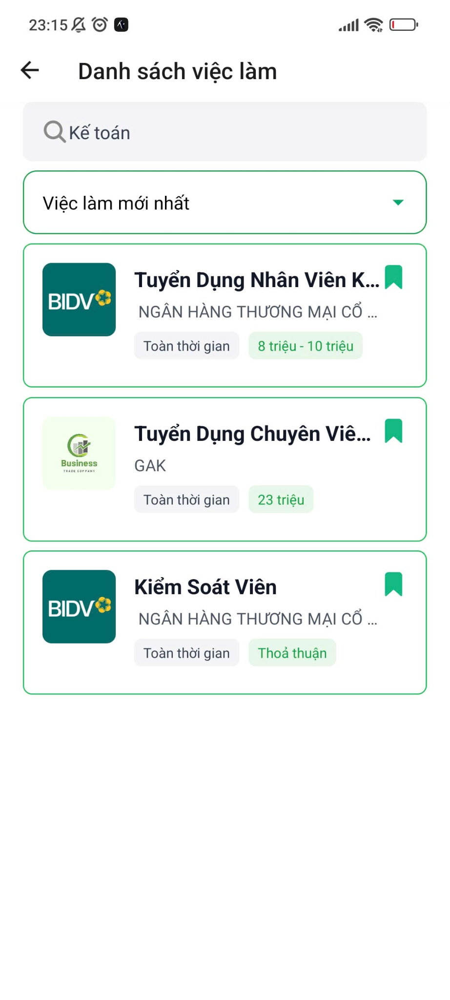 23:15
Danh sách việc làm
Kế toán
Việc làm mới nhất
BIDV
Tuyển Dụng Nhân Viên K...
NGÂN HÀNG THƯƠNG MẠI CỔ ...
Toàn thời gian
8 triệu - 10 triệu
Business
TRADE COPPANY
Tuyển Dụng Chuyên Viê...
GAK
Toàn thời gian
23 triệu
BIDV
Kiểm Soát Viên
NGÂN HÀNG THƯƠNG MẠI CỔ ...
Toàn thời gian
Thoả thuận